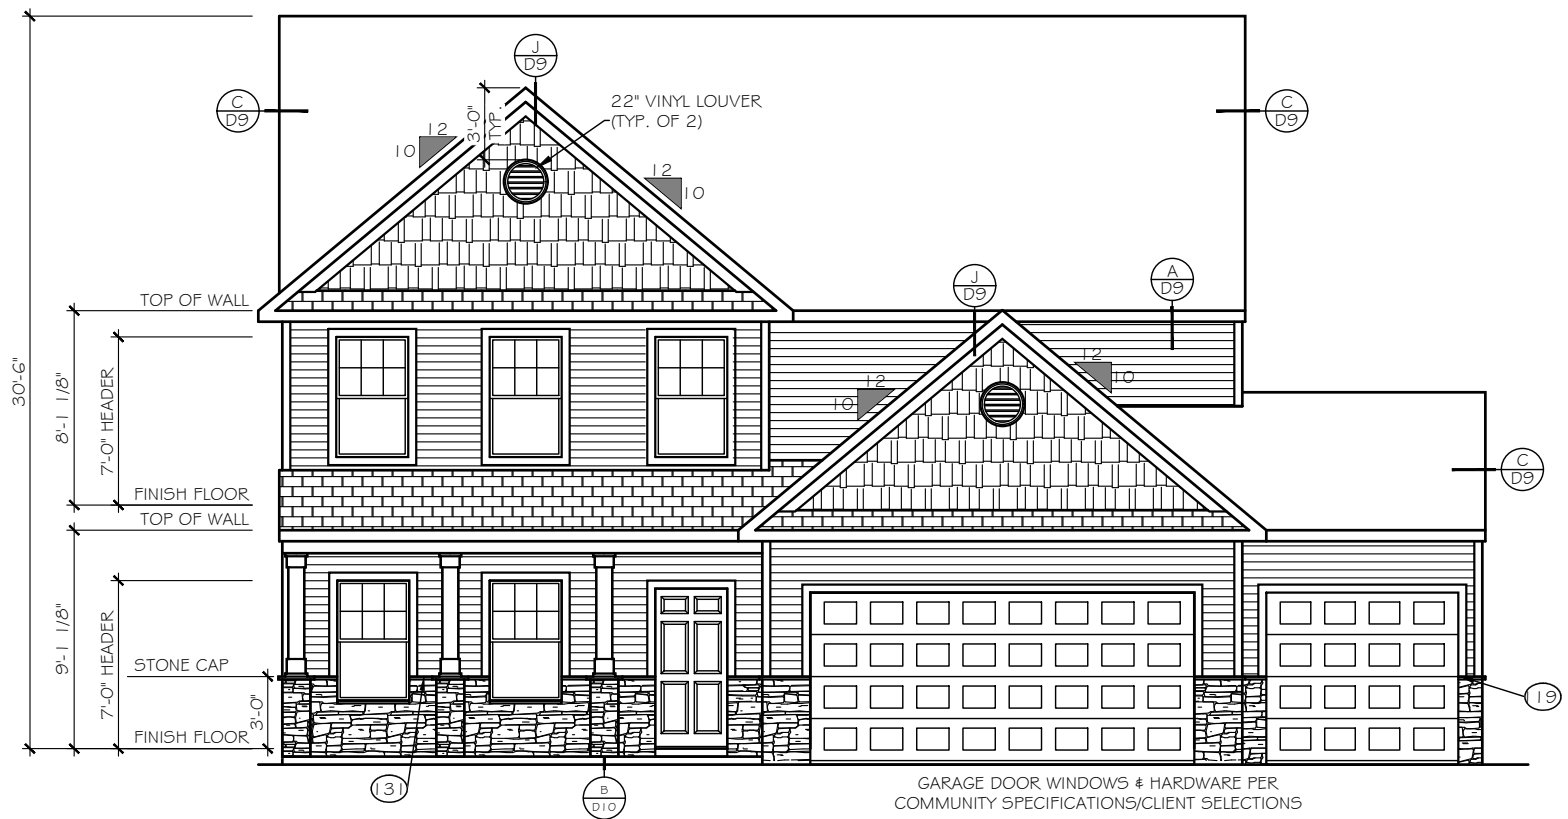 J
D9
C
D9
22" VINYL LOUVER
(TYP. OF 2)
C
D9
3'-0"
TYP.
12
10
12
10
30'-6"
TOP OF WALL
8'-1 1/8"
7'-0" HEADER
FINISH FLOOR
TOP OF WALL
J
D9
A
D9
12
10
12
10
C
D9
9'-1 1/8"
7'-0" HEADER
STONE CAP
3'-0"
FINISH FLOOR
131
B
D10
119
GARAGE DOOR WINDOWS & HARDWARE PER
COMMUNITY SPECIFICATIONS/CLIENT SELECTIONS